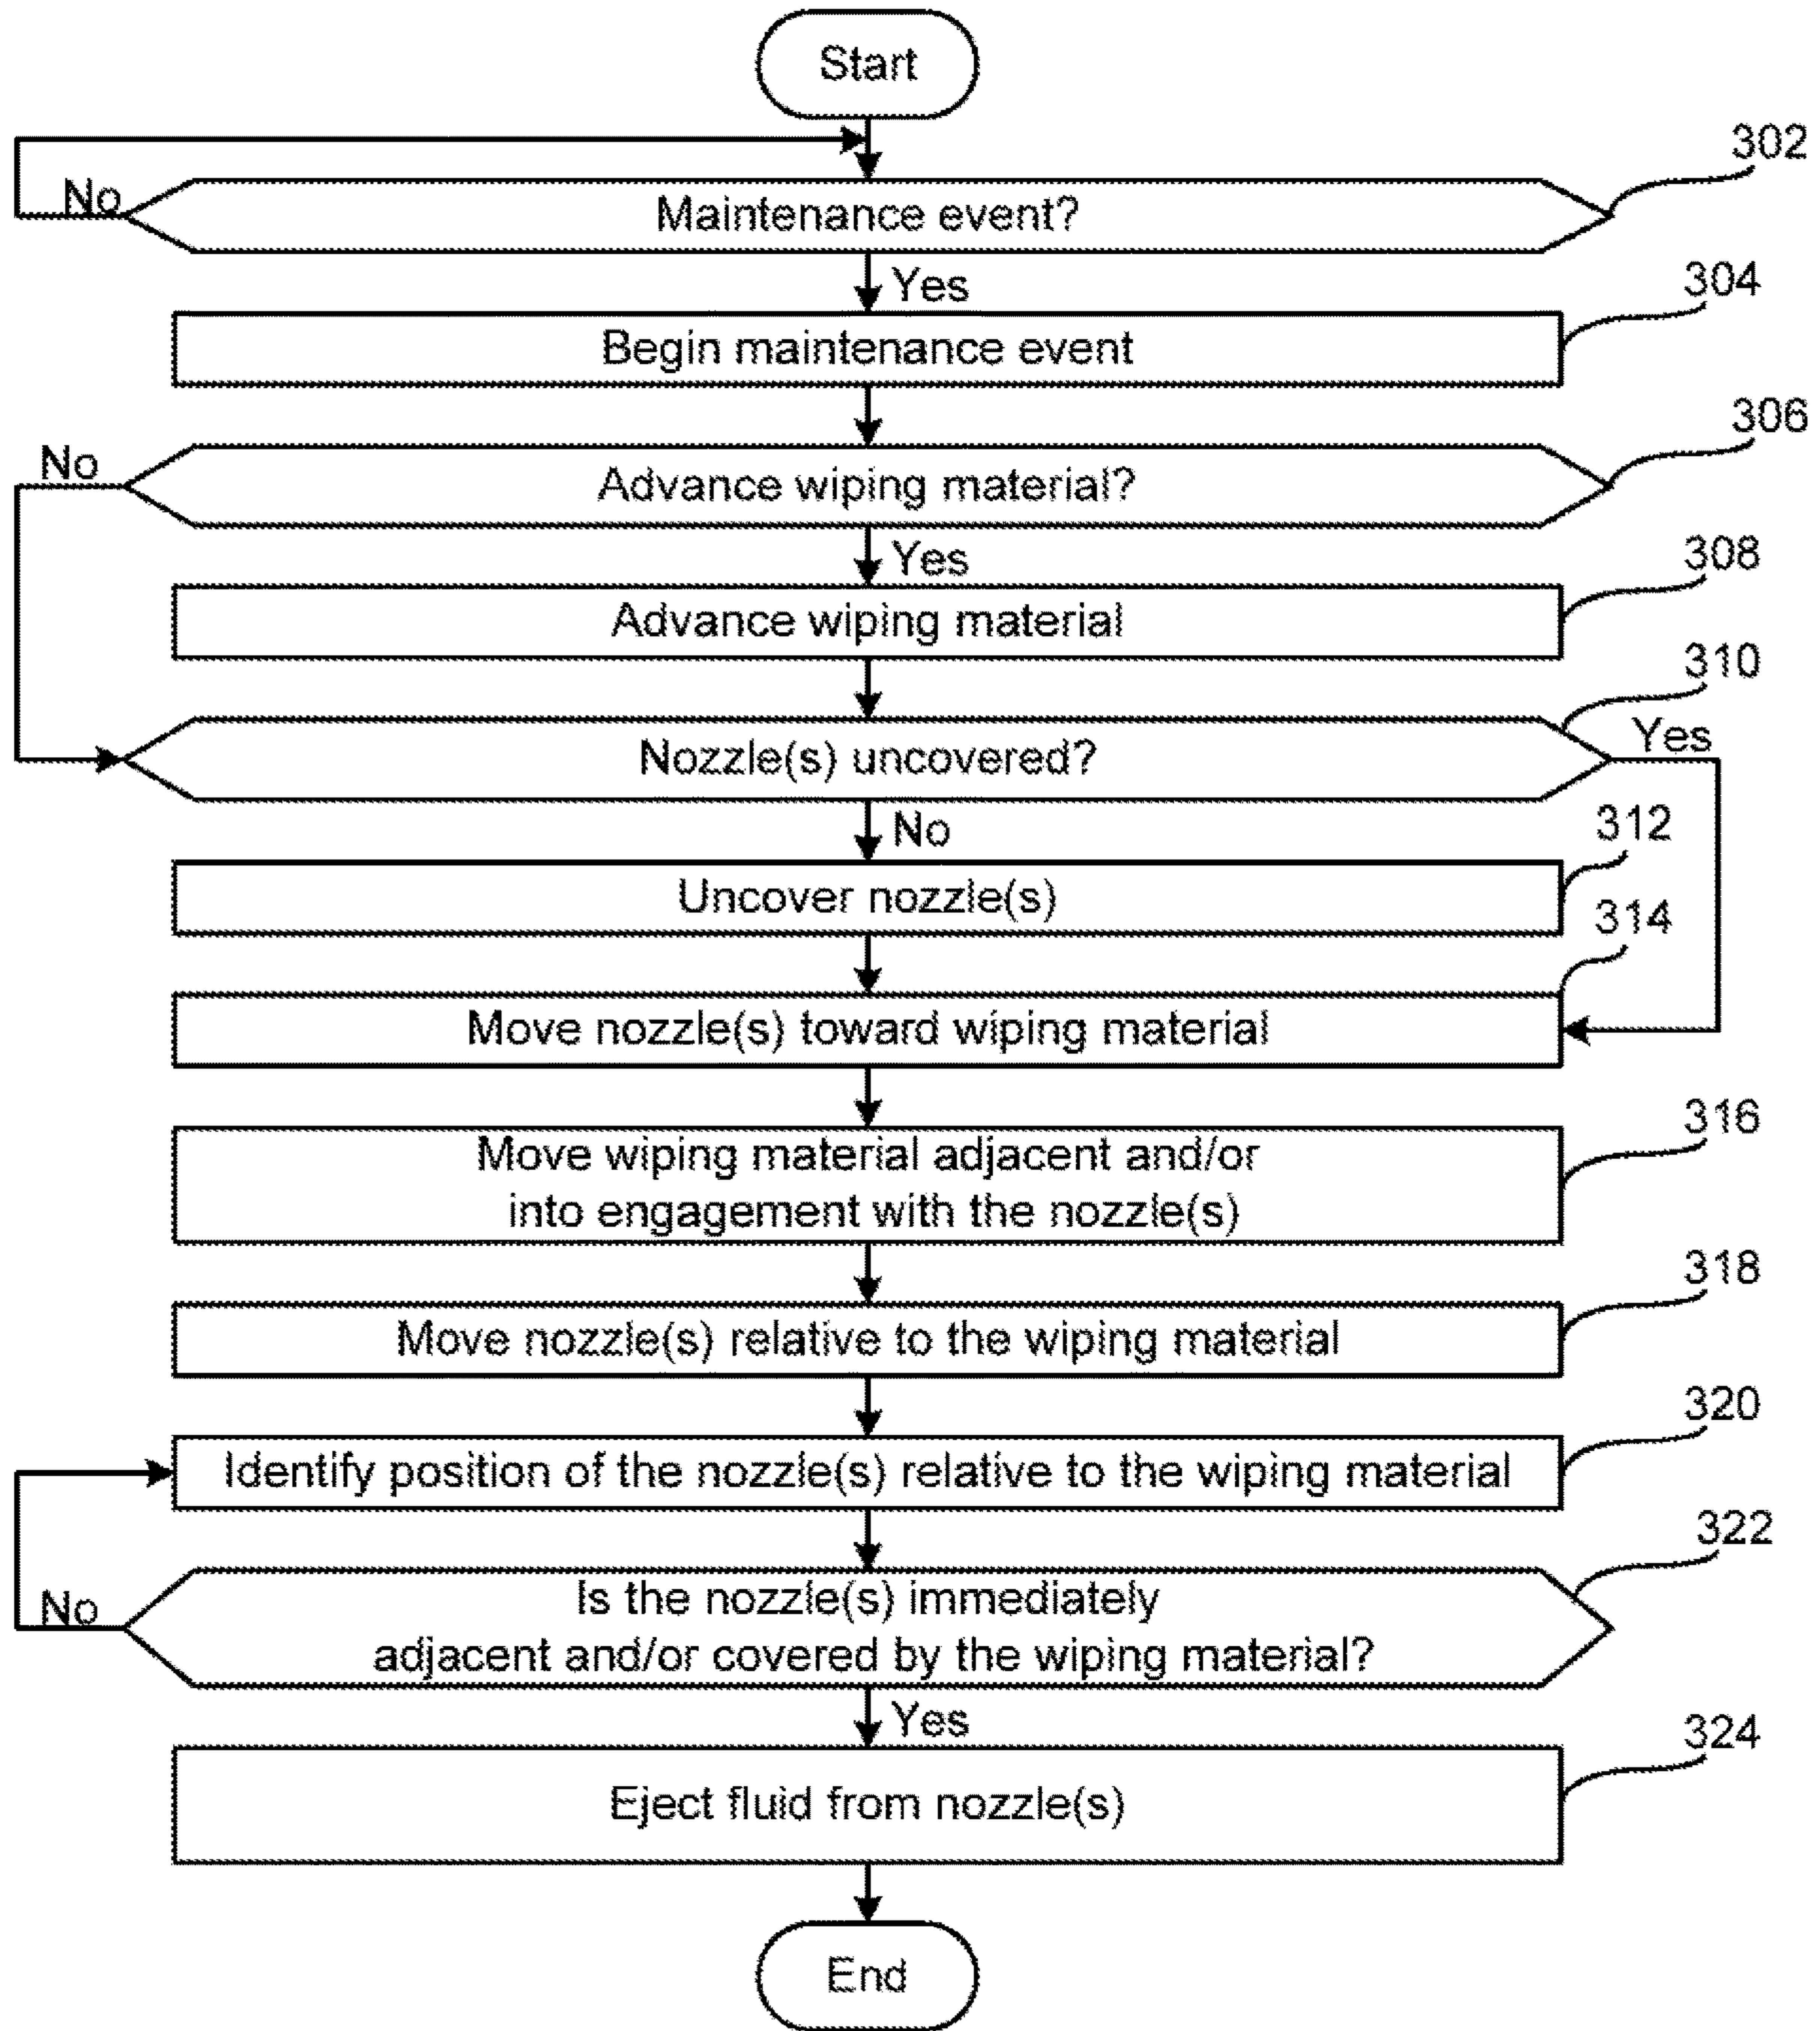 Start
302
No
Maintenance event?
Yes
304
Begin maintenance event
306
No
Advance wiping material?
Yes
308
Advance wiping material
310
Nozzle(s) uncovered?
Yes
No
312
Uncover nozzle(s)
314
Move nozzle(s) toward wiping material
316
Move wiping material adjacent and/or
into engagement with the nozzle(s)
318
Move nozzle(s) relative to the wiping material
320
Identify position of the nozzle(s) relative to the wiping material
322
No
Is the nozzle(s) immediately
adjacent and/or covered by the wiping material?
Yes
324
Eject fluid from nozzle(s)
End